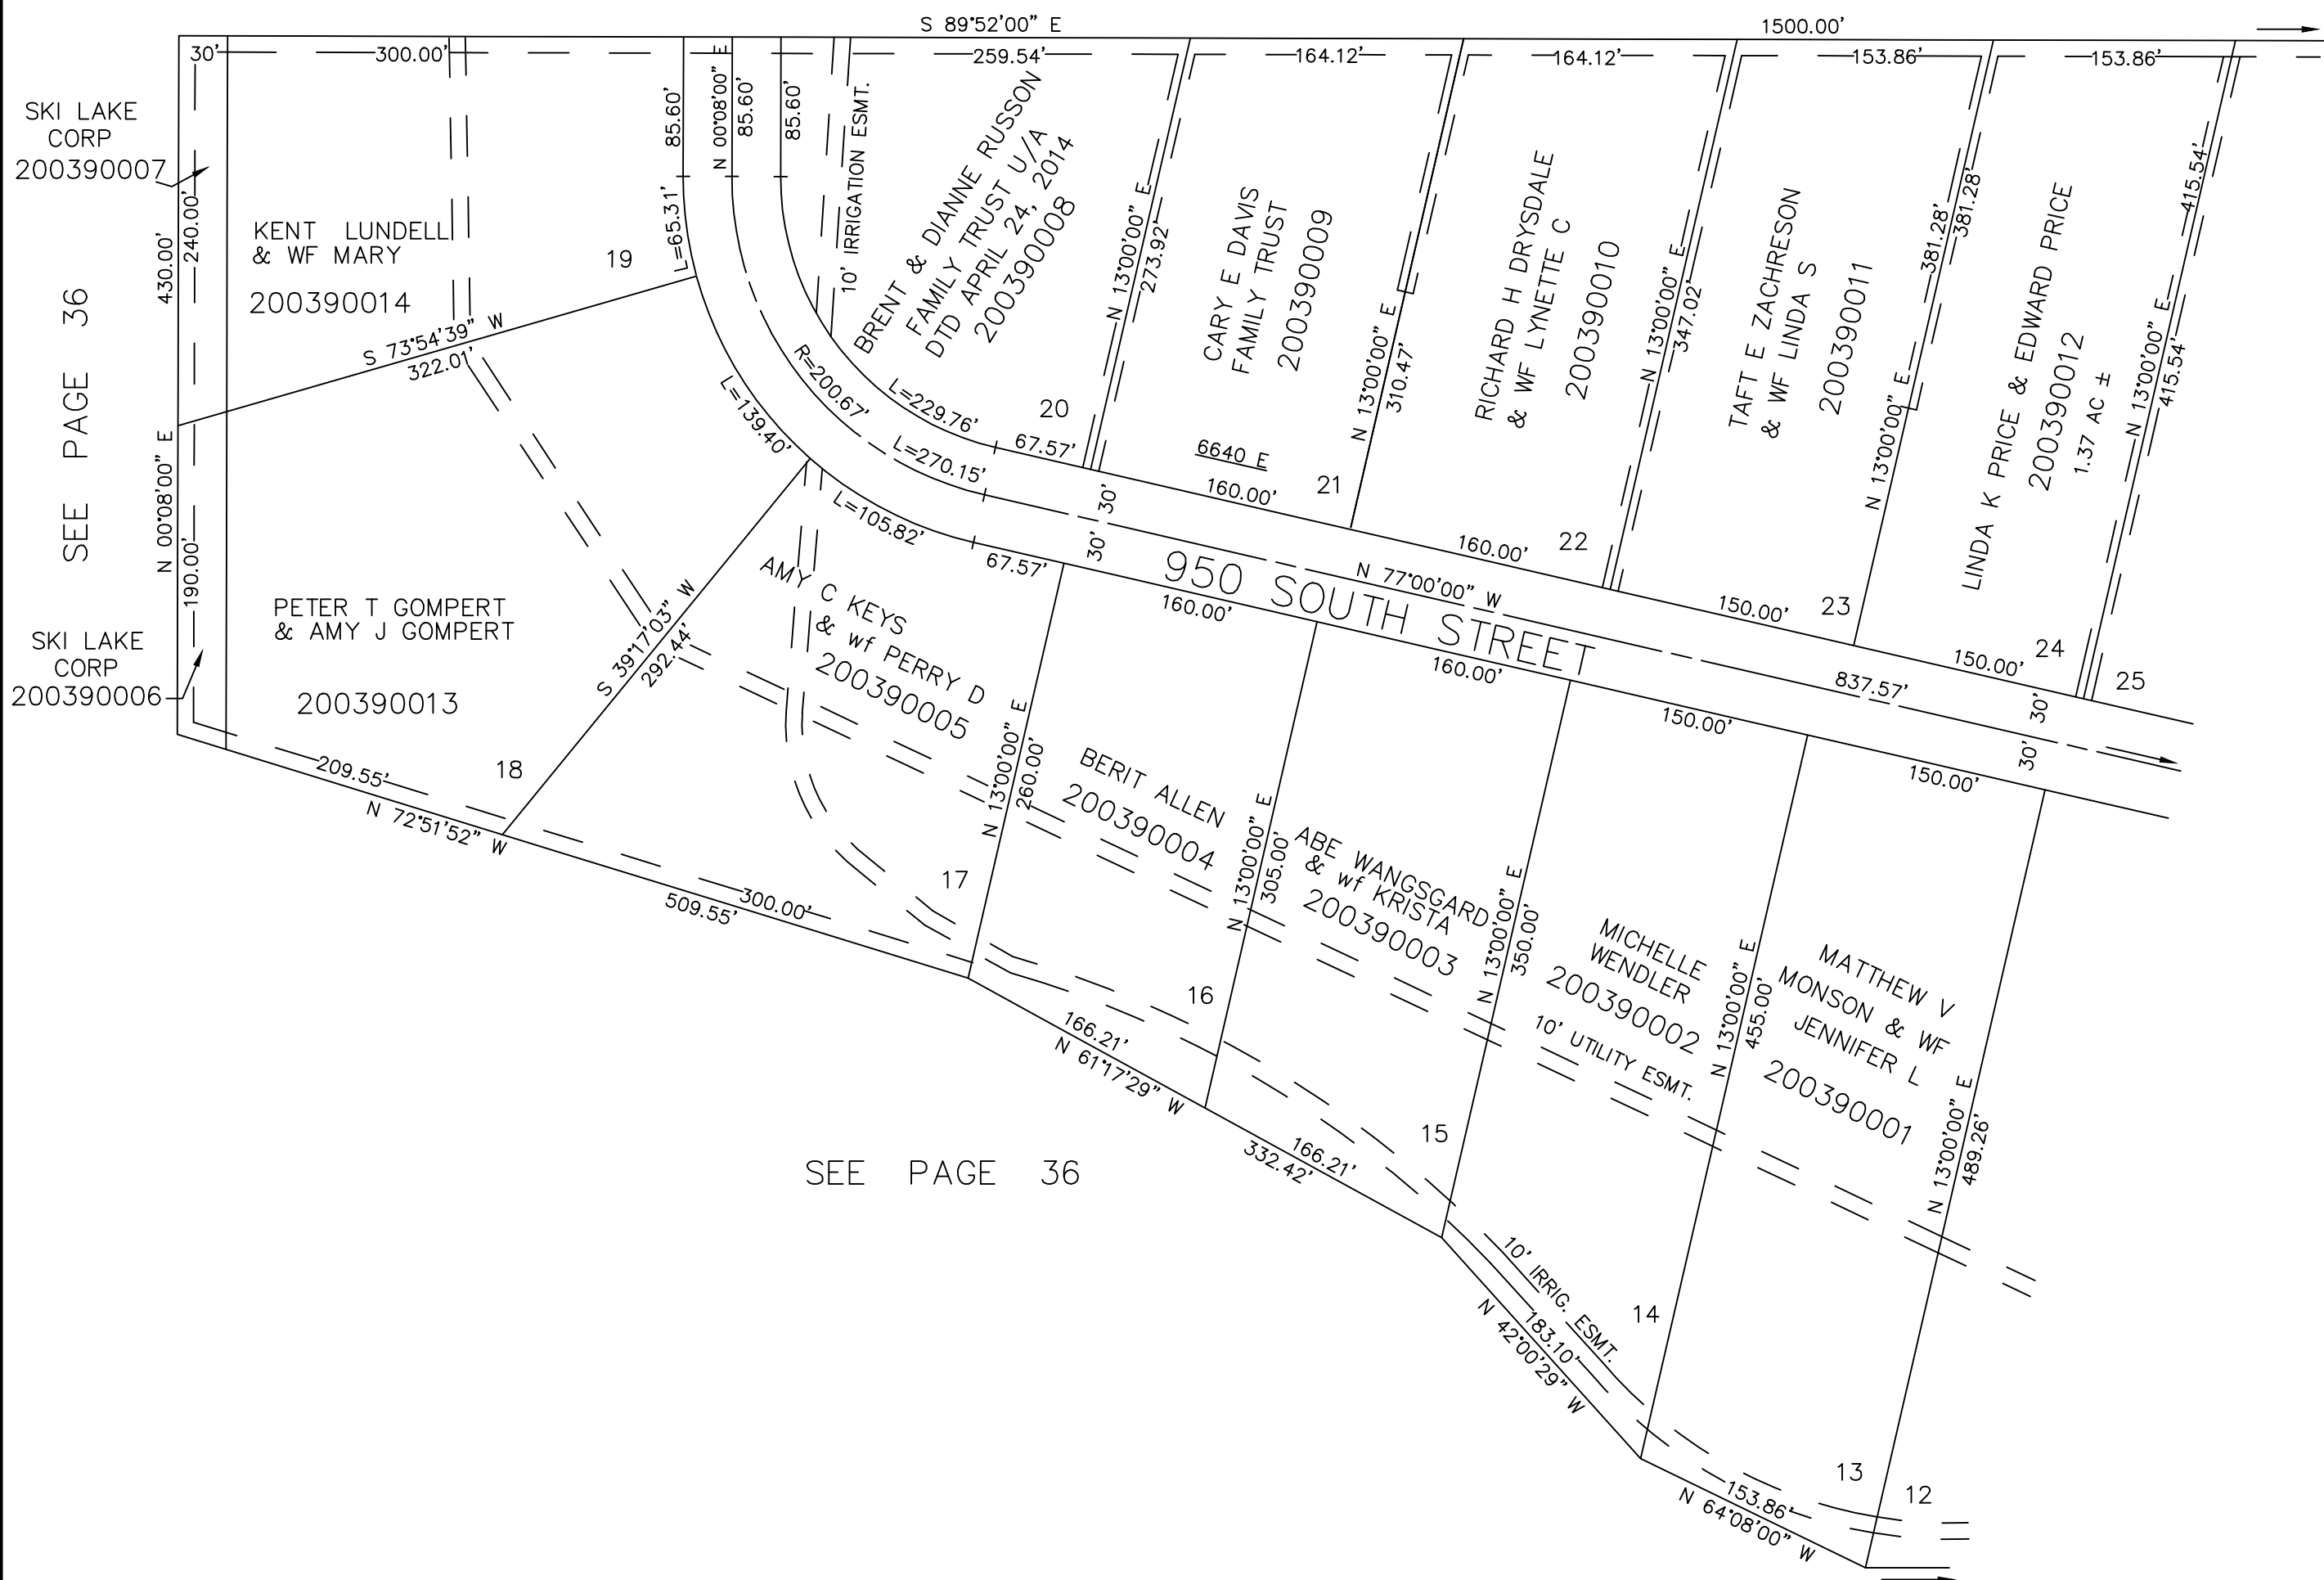 S 89°52'00" E
1500.00'
30'
300.00'
259.54'
164.12'
164.12'
153.86'
153.86'
SKI LAKE
CORP
200390007
430.00'
240.00'
N 00°08'00" E
190.00'
SEE PAGE 36
SKI LAKE
CORP
200390006
KENT LUNDELL
& WF MARY
200390014
19
S 73°54'39" W
322.01'
85.60'
N 00°08'00" E
85.60'
85.60'
L=65.31'
10' IRRIGATION ESMT.
BRENT & DIANNE RUSSON
FAMILY TRUST U/A
DTD APRIL 24, 2014
200390008
20
N 13°00'00" E
273.92'
CARY E DAVIS
FAMILY TRUST
200390009
6640 E
21
N 13°00'00" E
310.47'
RICHARD H DRYSDALE
& WF LYNETTE C
200390010
22
N 13°00'00" E
347.02'
TAFT E ZACHRESON
& WF LINDA S
200390011
23
N 13°00'00" E
381.28'
381.28'
LINDA K PRICE & EDWARD PRICE
200390012
1.37 AC ±
24
N 13°00'00" E
415.54'
415.54'
25
L=139.40'
R=200.67'
L=229.76'
L=270.15'
L=105.82'
67.57'
67.57'
30'
30'
160.00'
160.00'
150.00'
150.00'
950 SOUTH STREET
N 77°00'00" W
837.57'
30'
30'
160.00'
160.00'
150.00'
150.00'
PETER T GOMPERT
& AMY J GOMPERT
200390013
18
S 39°17'03" W
292.44'
209.55'
N 72°51'52" W
509.55'
300.00'
AMY C KEYS
& wf PERRY D
200390005
17
N 13°00'00" E
260.00'
BERIT ALLEN
200390004
16
N 13°00'00" E
305.00'
ABE WANGSGARD
& wf KRISTA
200390003
15
N 13°00'00" E
350.00'
MICHELLE
WENDLER
200390002
10' UTILITY ESMT.
14
N 13°00'00" E
455.00'
MATTHEW V
MONSON & WF
JENNIFER L
200390001
13
N 13°00'00" E
489.26'
12
166.21'
N 61°17'29" W
166.21'
332.42'
10' IRRIG. ESMT.
183.10'
N 42°00'29" W
153.86'
N 64°08'00" W
SEE PAGE 36